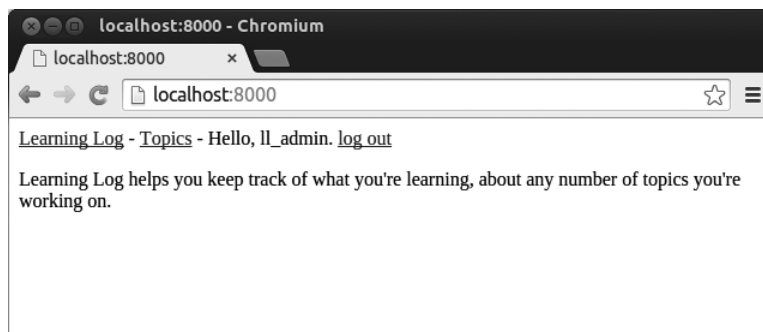 localhost:8000 - Chromium
localhost:8000
localhost:8000
Learning Log - Topics - Hello, ll_admin. log out
Learning Log helps you keep track of what you're learning, about any number of topics you're
working on.